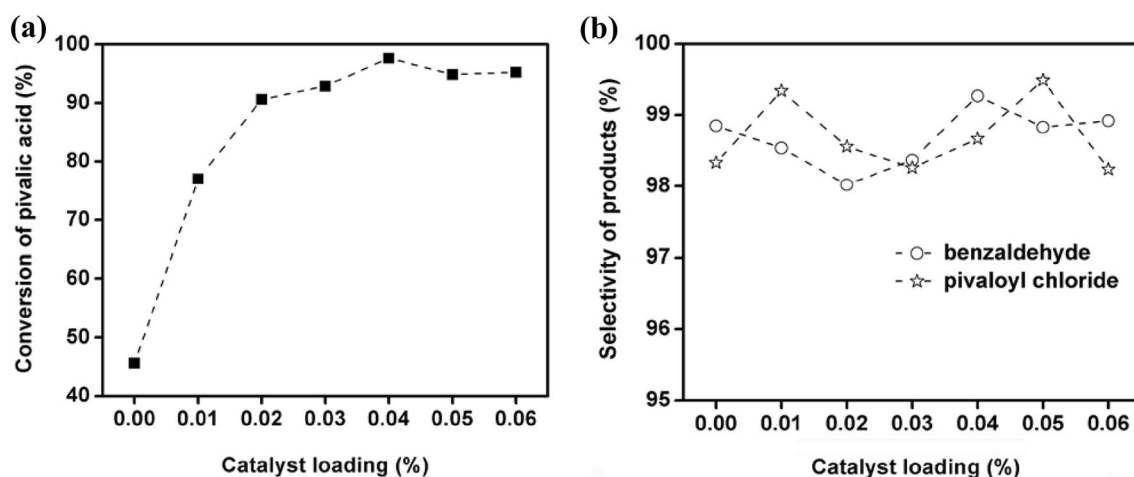 (a)
Conversion of pivalic acid (%)
100
90
80
70
60
50
40
0.00 0.01 0.02 0.03 0.04 0.05 0.06
Catalyst loading (%)
(b)
Selectivity of products (%)
100
99
98
97
96
95
benzaldehyde
pivaloyl chloride
0.00 0.01 0.02 0.03 0.04 0.05 0.06
Catalyst loading (%)